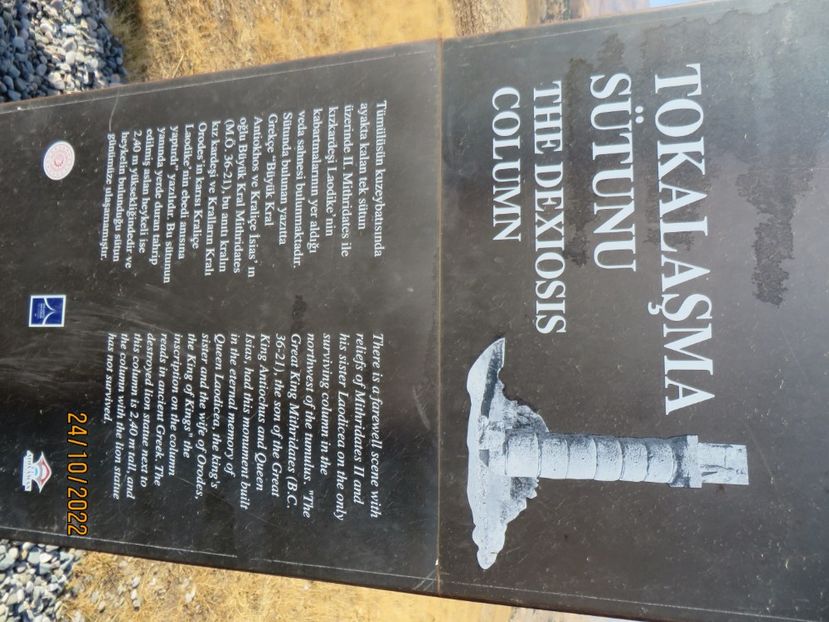 TOKALAŞMA
SÜTUNU
THE DEXIOSIS
COLUMN
Tümülüsün kuzeybatısında
ayakta kalan tek sütun
üzerinde II. Mithridates ile
kızkardeşi Laodike'nin
kabartmalarının yer aldığı
veda sahnesi bulunmaktadır.
Sütunda bulunan yazıtta
Grekçe "Büyük Kral
Antiokhos ve Kraliçe İsias' ın
oğlu Büyük Kral Mithridates
(M.Ö. 36-21), bu anıtı kralın
kız kardeşi ve Kralların Kralı
Orodes'in karısı Kraliçe
Laodike'nin ebedi anısına
yaptırdı" yazılıdır. Bu sütunun
yanında yerde duran tahrip
edilmiş aslan heykeli ise
2,40 m yüksekliğindedir ve
heykelin bulunduğu sütun
günümüze ulaşamamıştır.
There is a farewell scene with
reliefs of Mithridates II and
his sister Laodicea on the only
surviving column in the
northwest of the tumulus. "The
Great King Mithridates (B.C.
36-21), the son of the Great
King Antiochus and Queen
Isias, had this monument built
in the eternal memory of
Queen Laodicea, the king's
sister and the wife of Orodes,
the King of Kings" the
inscription on the column
reads in ancient Greek. The
destroyed lion statue next to
this column is 2,40 m tall, and
the column with the lion statue
has not survived.
24/10/2022